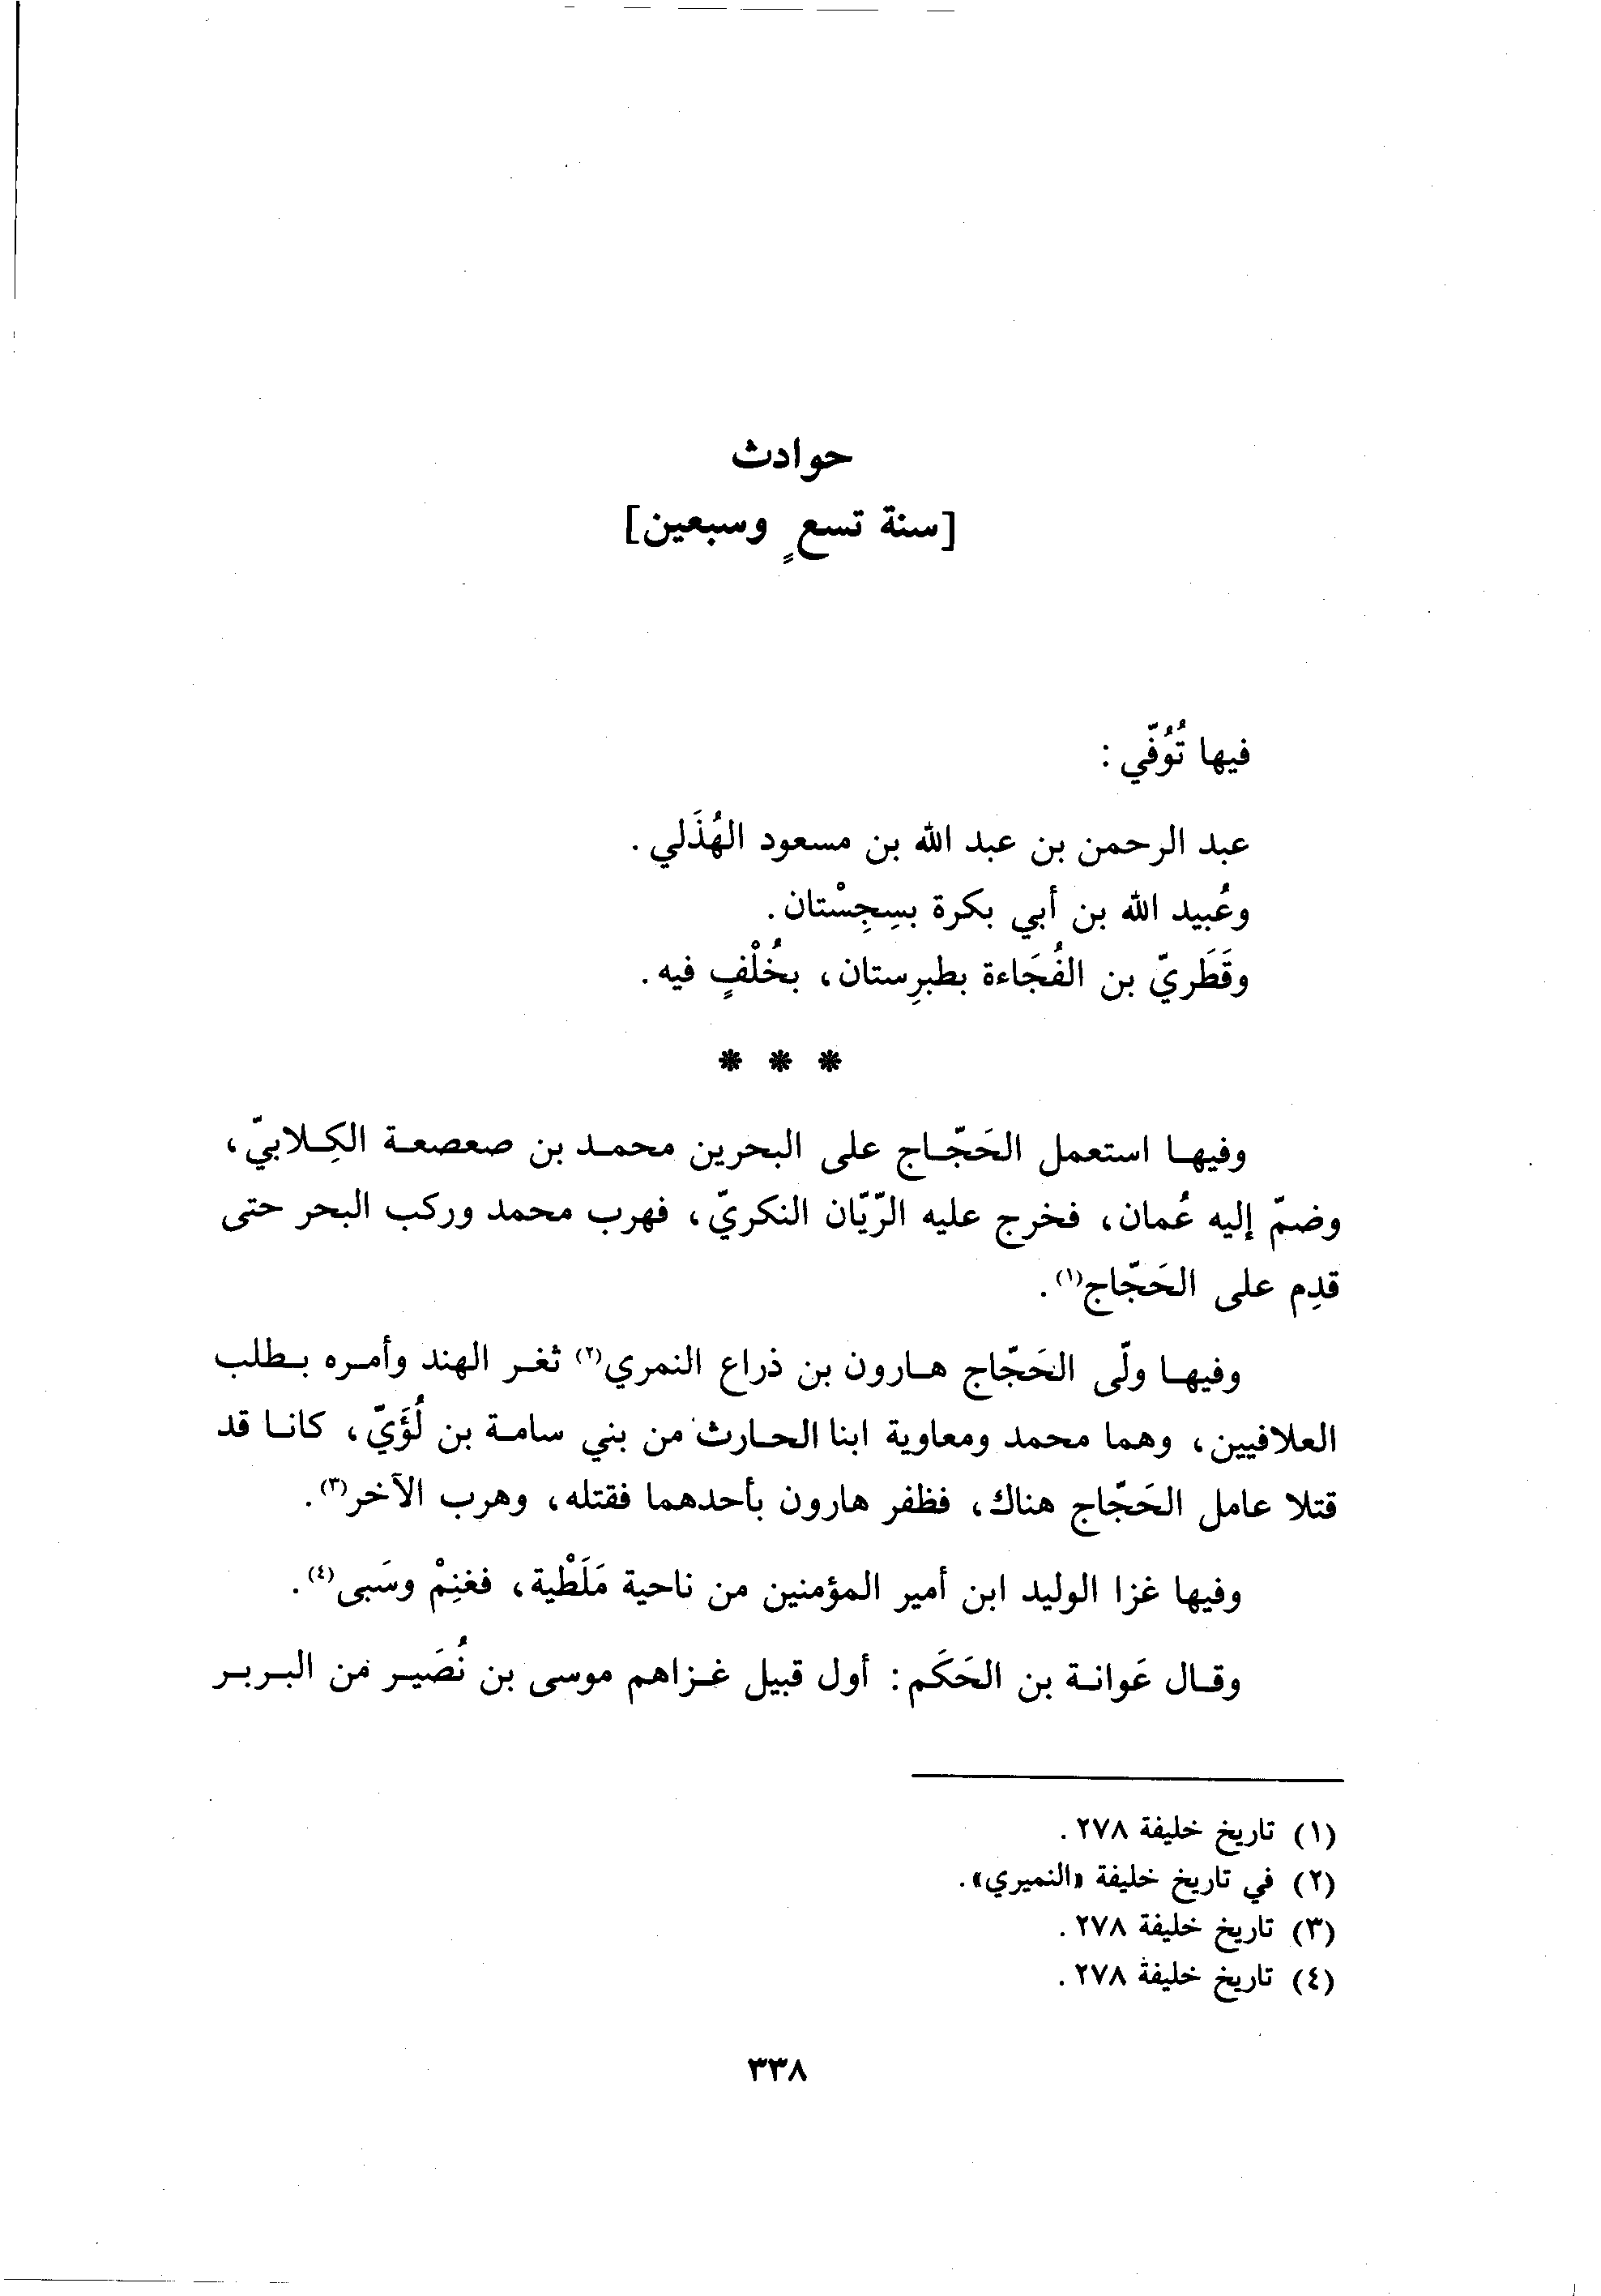 حوادث
[سنة تسعٍ وسبعين]
فيها تُوُفّي :
عبد الرحمن بن عبد الله بن مسعود الهُذَلي .
وعُبيد الله بن أبي بكرة بسِجِسْتان .
وقَطَريّ بن الفُجَاءة بطبرِستان، بخُلْفٍ فيه .
* * *
وفيها استعمل الحَجّاج على البحرين محمد بن صعصعة الكِلابيّ،
وضمّ إليه عُمان، فخرج عليه الرّيّان النكريّ، فهرب محمد وركب البحر حتى
قدِم على الحَجّاج(١).
وفيها ولّى الحَجّاج هارون بن ذراع النمري(٢) ثغر الهند وأمره بطلب
العلافيين، وهما محمد ومعاوية ابنا الحارث من بني سامة بن لُؤَيّ، كانا قد
قتلا عامل الحَجّاج هناك، فظفر هارون بأحدهما فقتله، وهرب الآخر(٣).
وفيها غزا الوليد ابن أمير المؤمنين من ناحية مَلَطْية، فغنِمْ وسَبى(٤).
وقال عَوانة بن الحَكَم: أول قبيل غزاهم موسى بن نُصَير من البربر
(١) تاريخ خليفة ٢٧٨ .
(٢) في تاريخ خليفة «النميري».
(٣) تاريخ خليفة ٢٧٨ .
(٤) تاريخ خليفة ٢٧٨ .
٣٣٨